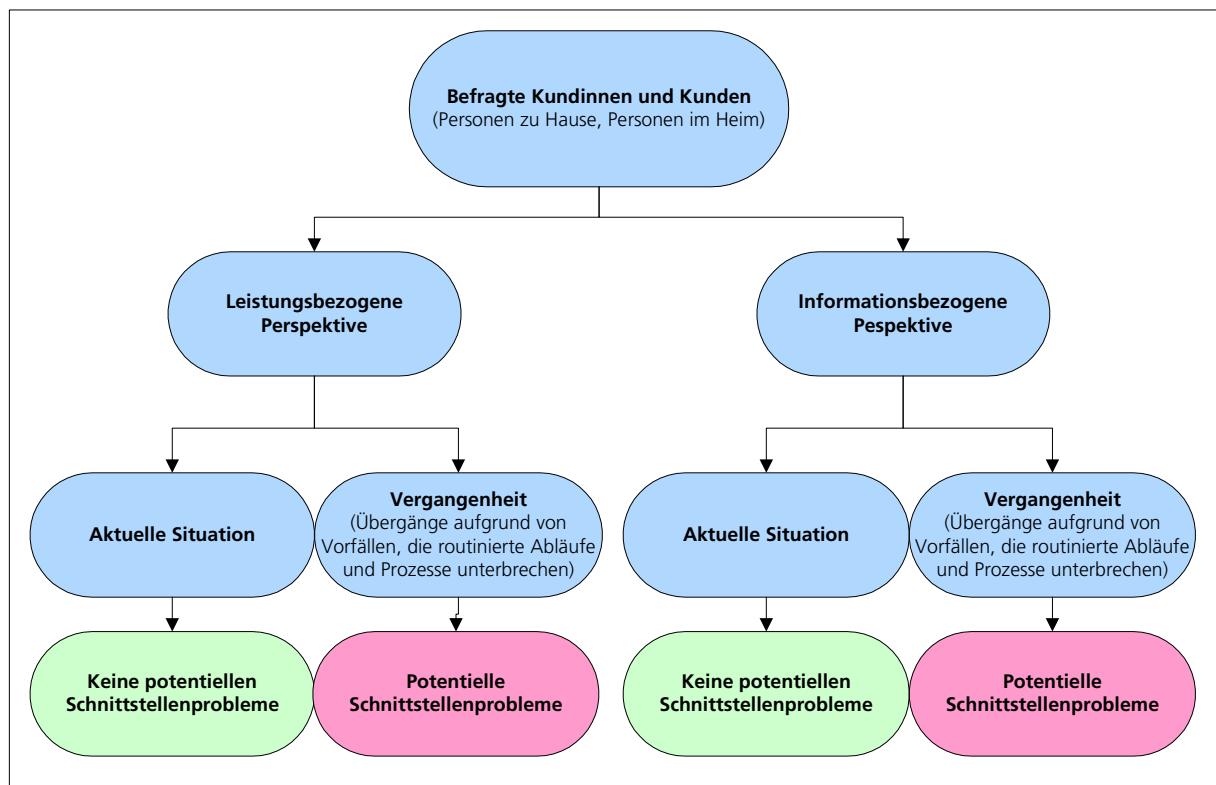 Befragte Kundinnen und Kunden
(Personen zu Hause, Personen im Heim)
Leistungsbezogene
Perspektive
Informationsbezogene
Pespektive
Aktuelle Situation
Vergangenheit
(Übergänge aufgrund von
Vorfällen, die routinierte Abläufe
und Prozesse unterbrechen)
Aktuelle Situation
Vergangenheit
(Übergänge aufgrund von
Vorfällen, die routinierte Abläufe
und Prozesse unterbrechen)
Keine potentiellen
Schnittstellenprobleme
Potentielle
Schnittstellenprobleme
Keine potentiellen
Schnittstellenprobleme
Potentielle
Schnittstellenprobleme